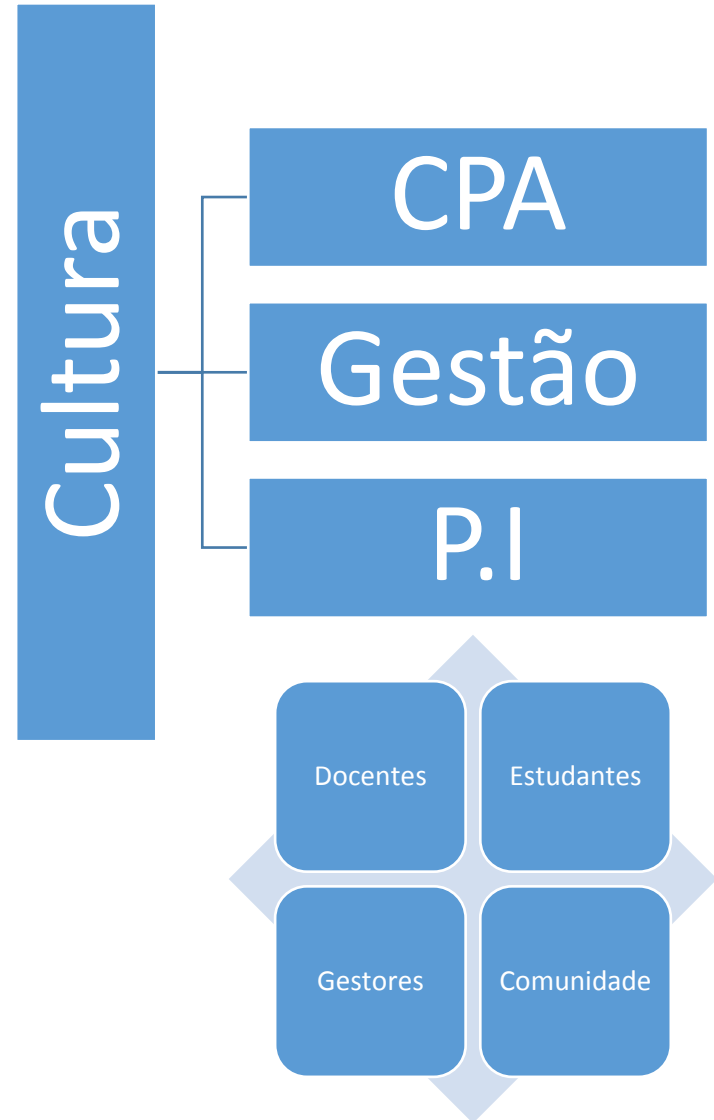 Cultura
CPA
Gestão
P.I
Docentes
Estudantes
Gestores
Comunidade